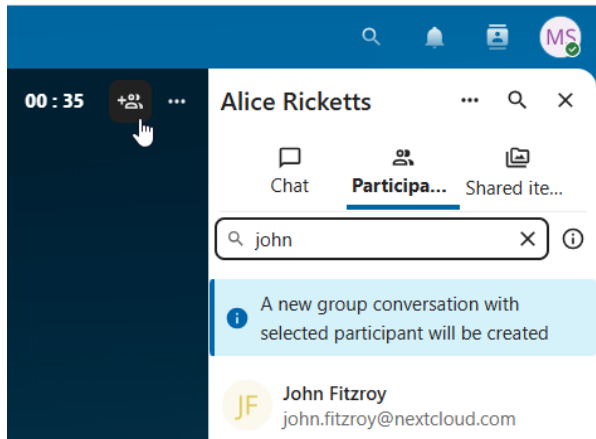 MS
00 : 35
Alice Ricketts
Chat
Participa...
Shared ite...
john
A new group conversation with
selected participant will be created
JF
John Fitzroy
john.fitzroy@nextcloud.com